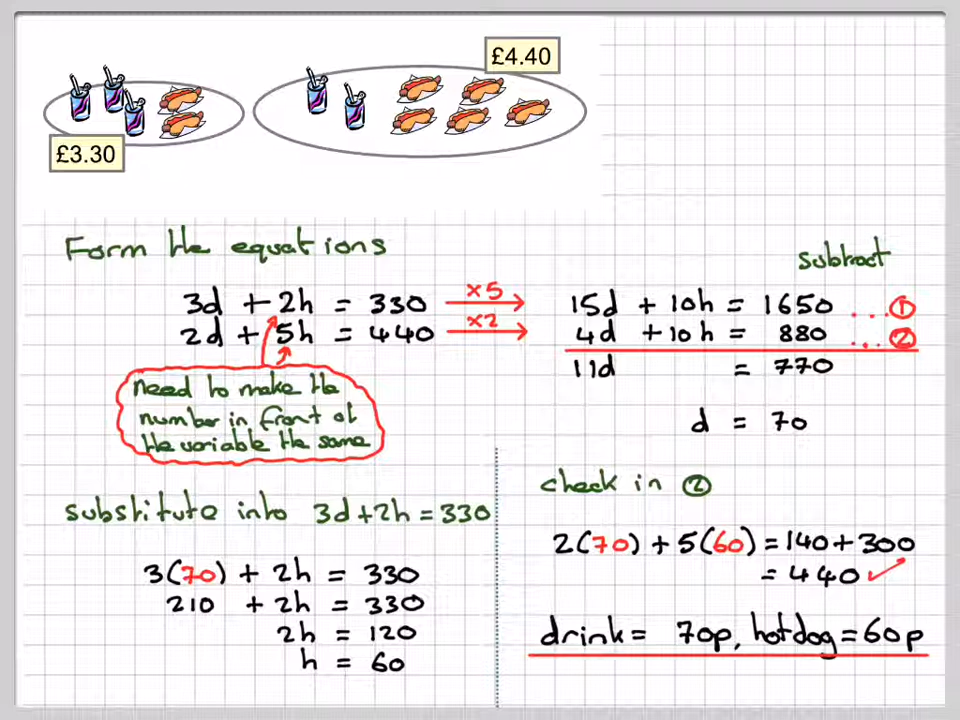 £4.40
£3.30
Form the equations
subtract
3d + 2h = 330 ×5 15d + 10h = 1650 ...①
2d + 5h = 440 ×2 4d + 10h = 880 ...②
11d = 770
need to make the
number in front of
the variable the same
d = 70
substitute into 3d+2h=330
3(70) + 2h = 330
210 + 2h = 330
2h = 120
h = 60
check in ②
2(70) + 5(60) = 140 + 300
= 440 ✓
drink = 70p, hotdog = 60p